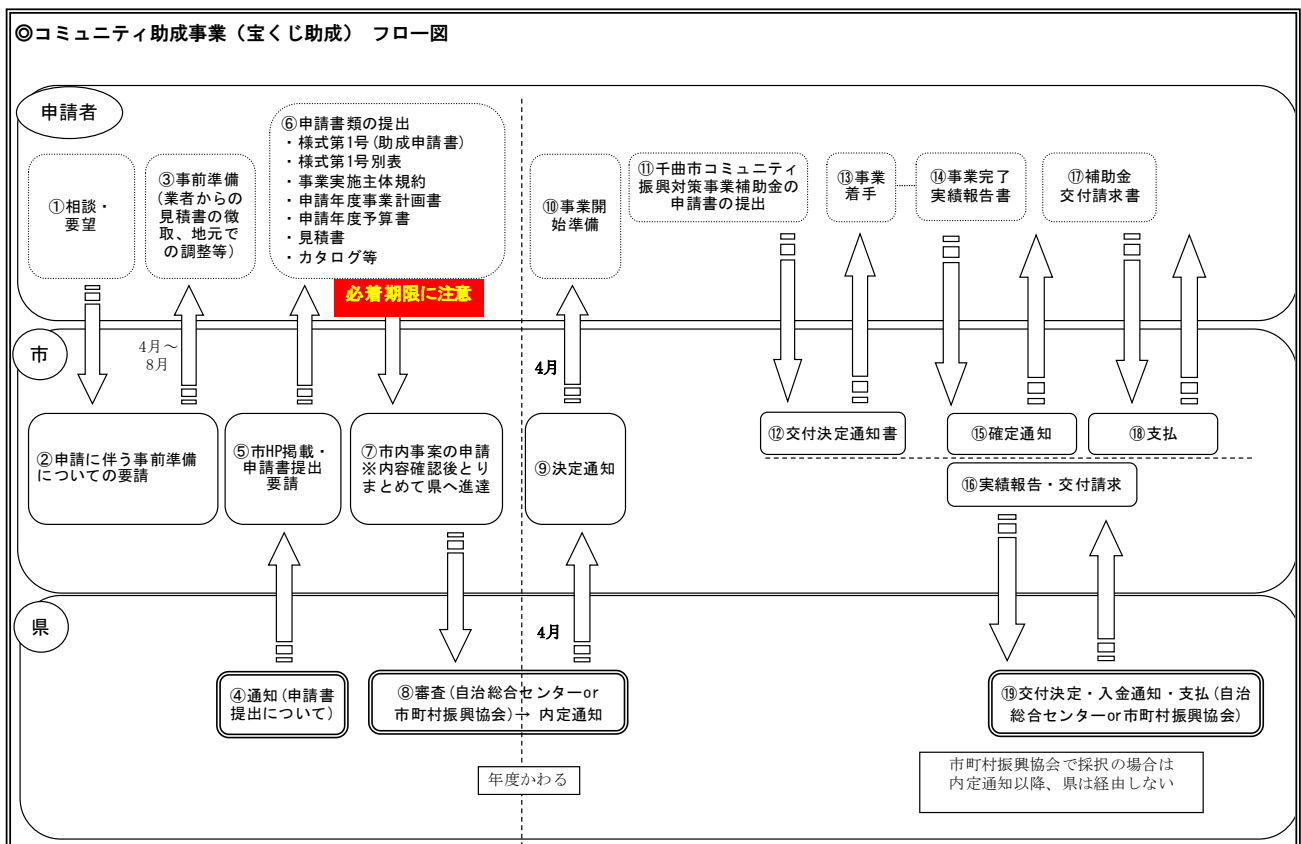 ◎コミュニティ助成事業（宝くじ助成） フロー図
申請者
①相談・
要望
③事前準備
(業者からの
見積書の徴
取、地元で
の調整等)
⑥申請書類の提出
・様式第1号(助成申請書)
・様式第1号別表
・事業実施主体規約
・申請年度事業計画書
・申請年度予算書
・見積書
・カタログ等
必着期限に注意
⑩事業開
始準備
⑪千曲市コミュニティ
振興対策事業補助金の
申請書の提出
⑬事業
着手
⑭事業完了
実績報告書
⑰補助金
交付請求書
市
4月～
8月
4月
②申請に伴う事前準備
についての要請
⑤市HP掲載・
申請書提出
要請
⑦市内事案の申請
※内容確認後とり
まとめて県へ進達
⑨決定通知
⑫交付決定通知書
⑮確定通知
⑱支払
⑯実績報告・交付請求
県
4月
④通知(申請書
提出について)
⑧審査(自治総合センターor
市町村振興協会)→ 内定通知
⑲交付決定・入金通知・支払(自治
総合センターor市町村振興協会)
年度かわる
市町村振興協会で採択の場合は
内定通知以降、県は経由しない